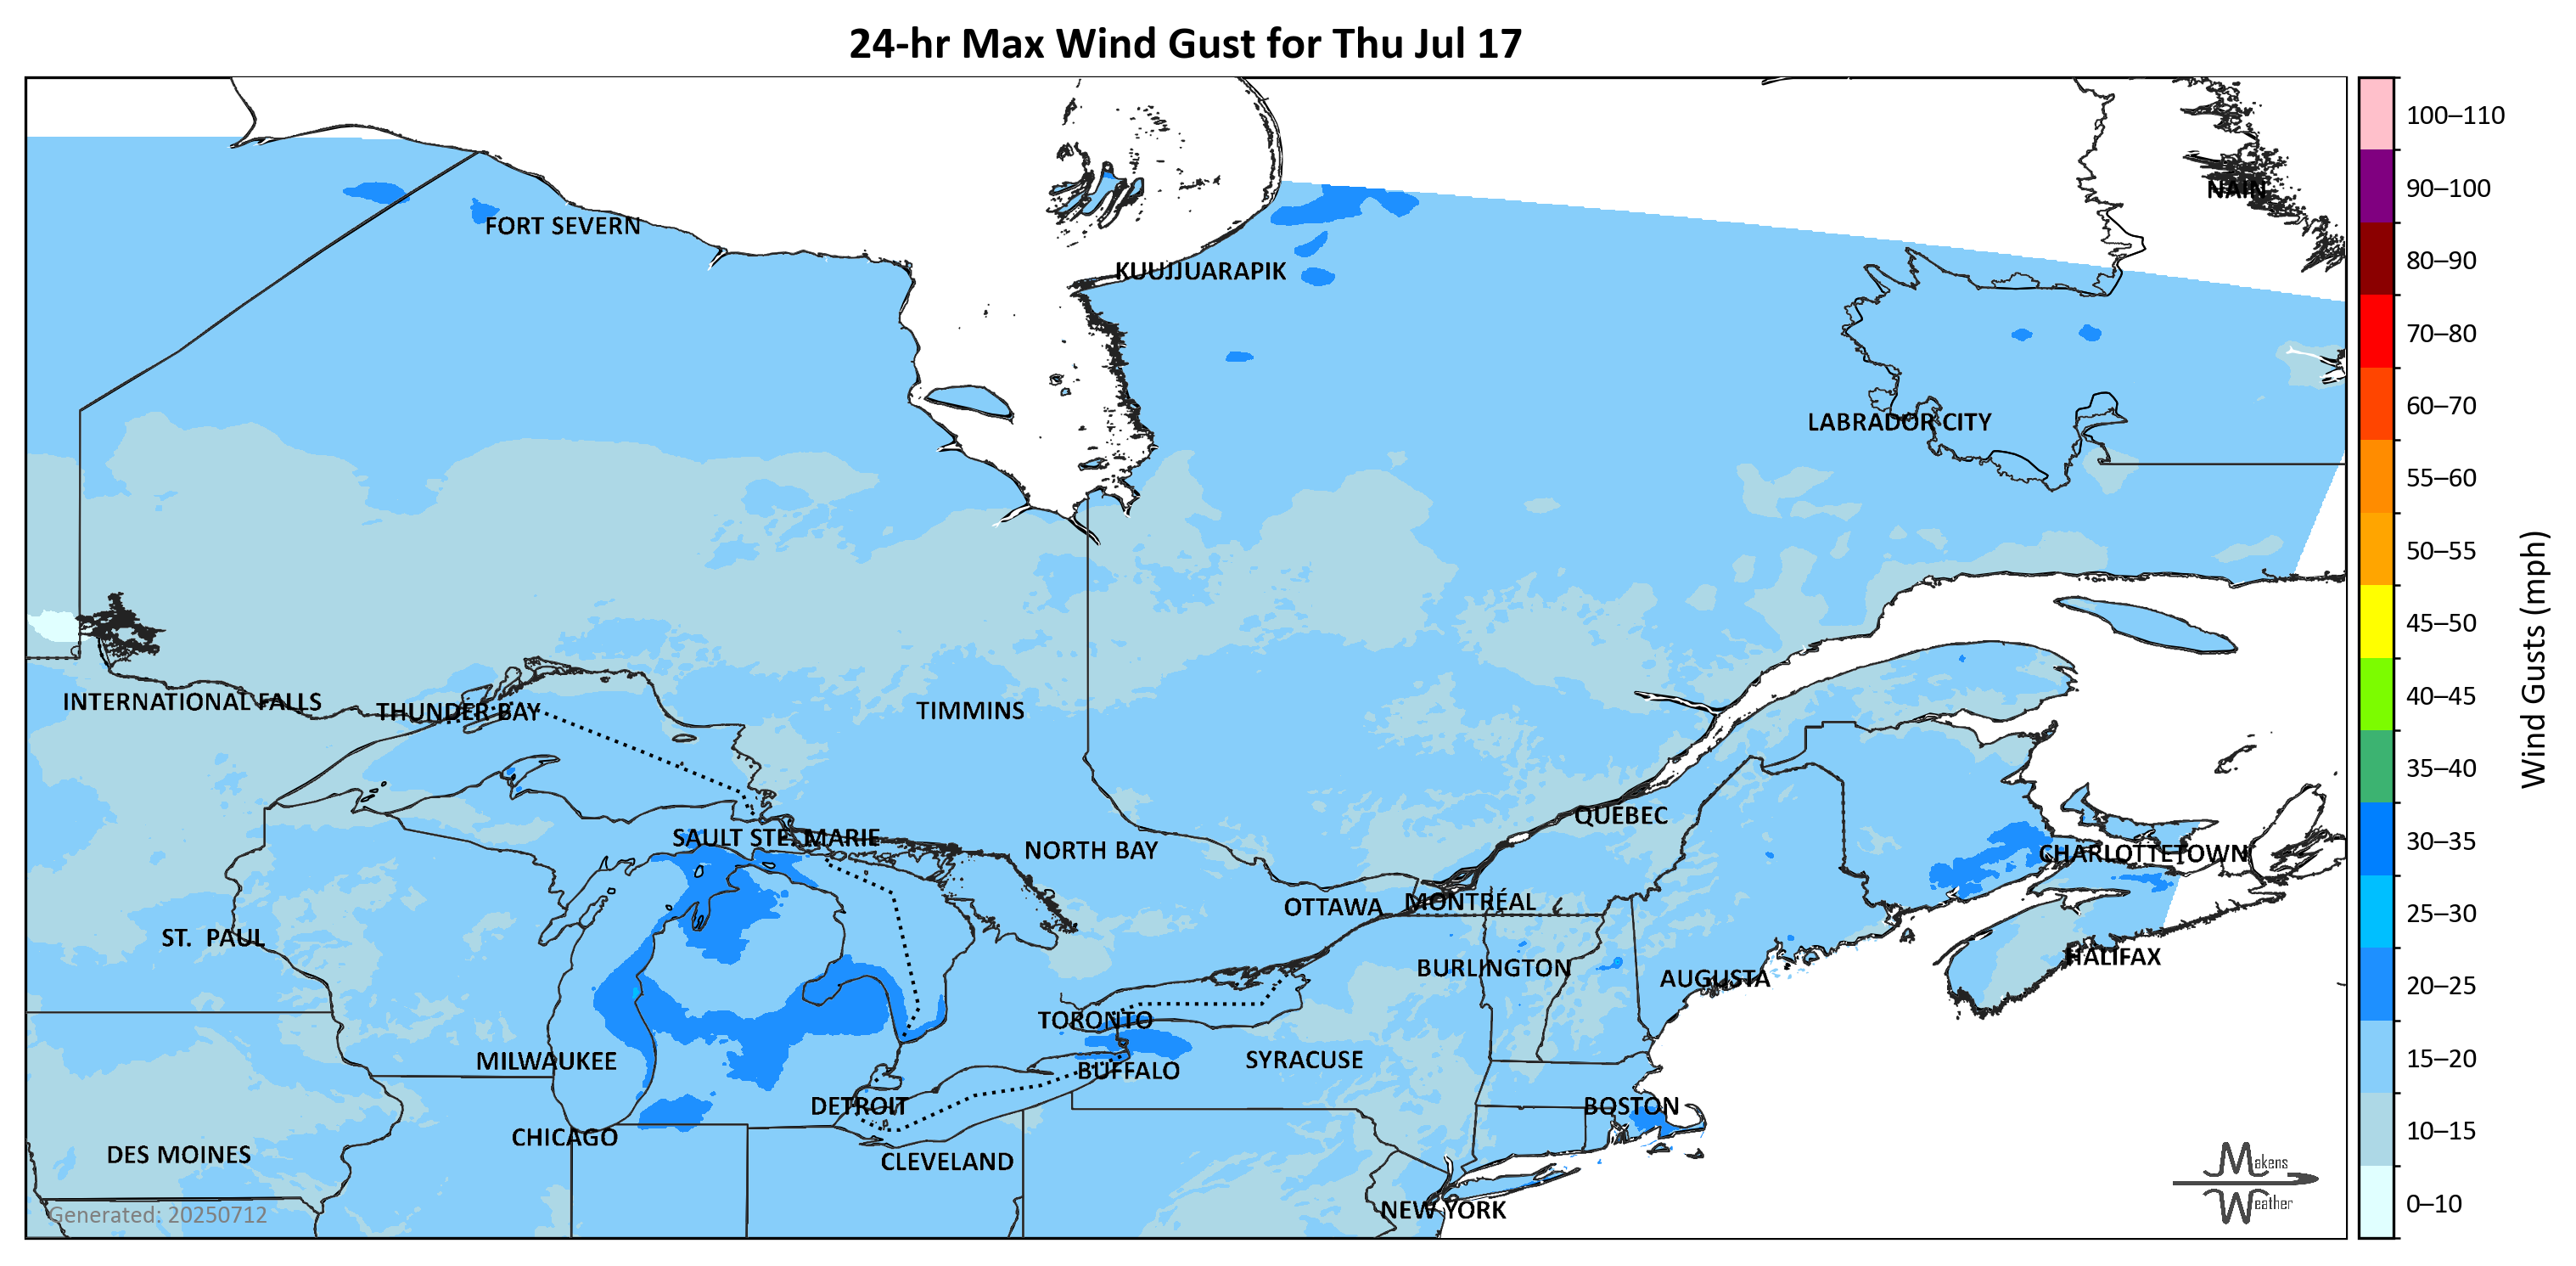 24-hr Max Wind Gust for Thu Jul 17
NAIN
FORT SEVERN
KUUJJUARAPIK
LABRADOR CITY
INTERNATIONAL FALLS
THUNDER BAY
TIMMINS
QUÉBEC
SAULT STE. MARIE
NORTH BAY
CHARLOTTETOWN
OTTAWA
MONTRÉAL
ST. PAUL
HALIFAX
BURLINGTON
AUGUSTA
TORONTO
MILWAUKEE
SYRACUSE
BUFFALO
DETROIT
BOSTON
CHICAGO
DES MOINES
CLEVELAND
NEW YORK
Generated: 20250712
Makens
Weather
100–110
90–100
80–90
70–80
60–70
55–60
50–55
45–50
40–45
35–40
30–35
25–30
20–25
15–20
10–15
0–10
Wind Gusts (mph)